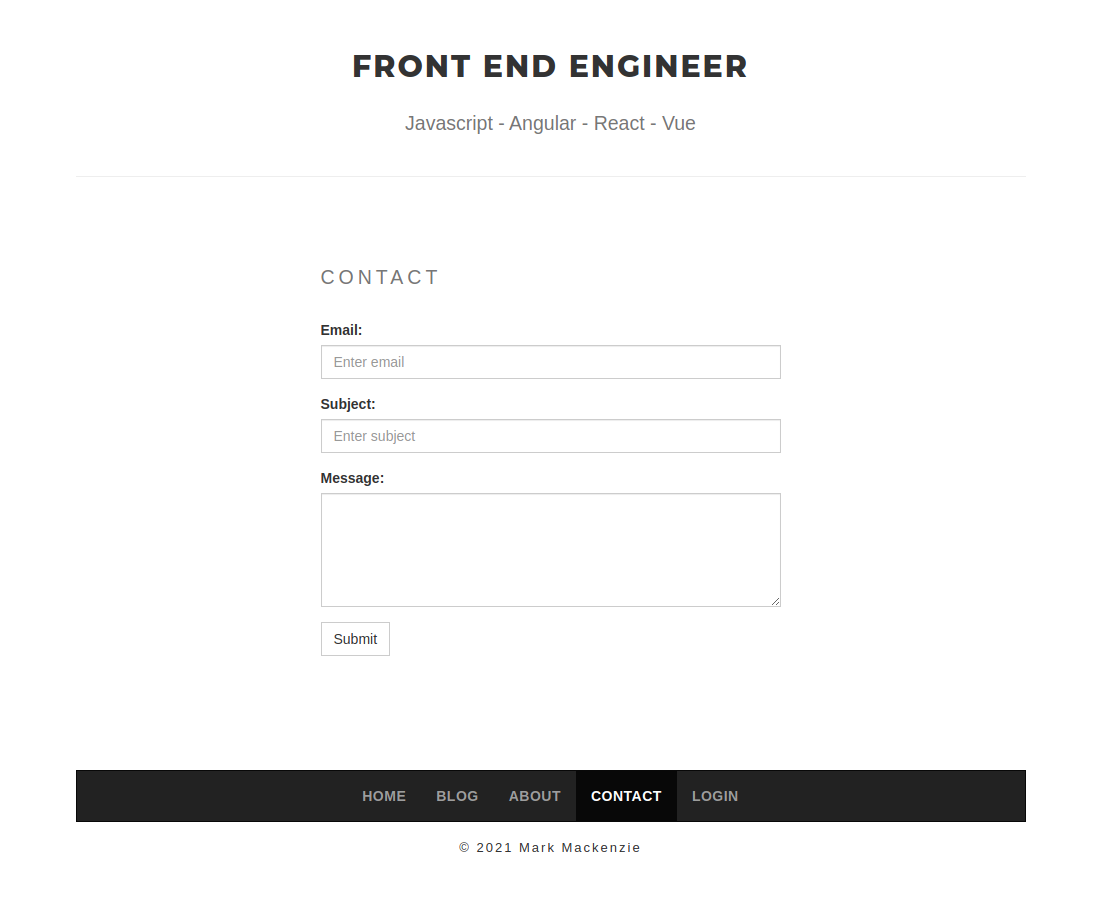 FRONT END ENGINEER
Javascript - Angular - React - Vue
CONTACT
Email:
Enter email
Subject:
Enter subject
Message:
Submit
HOME BLOG ABOUT CONTACT LOGIN
© 2021 Mark Mackenzie